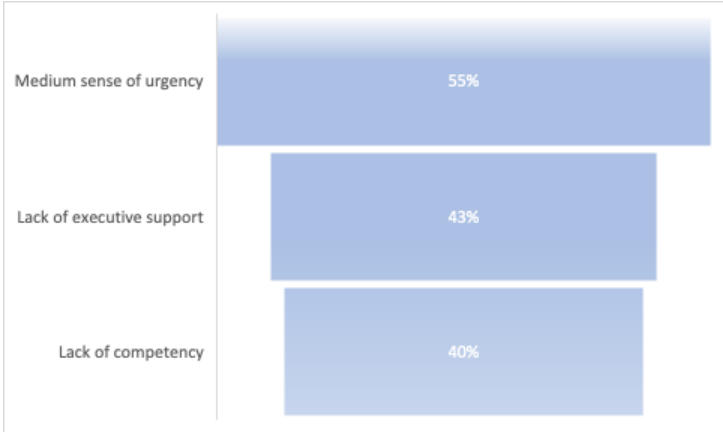 Medium sense of urgency
55%
Lack of executive support
43%
Lack of competency
40%